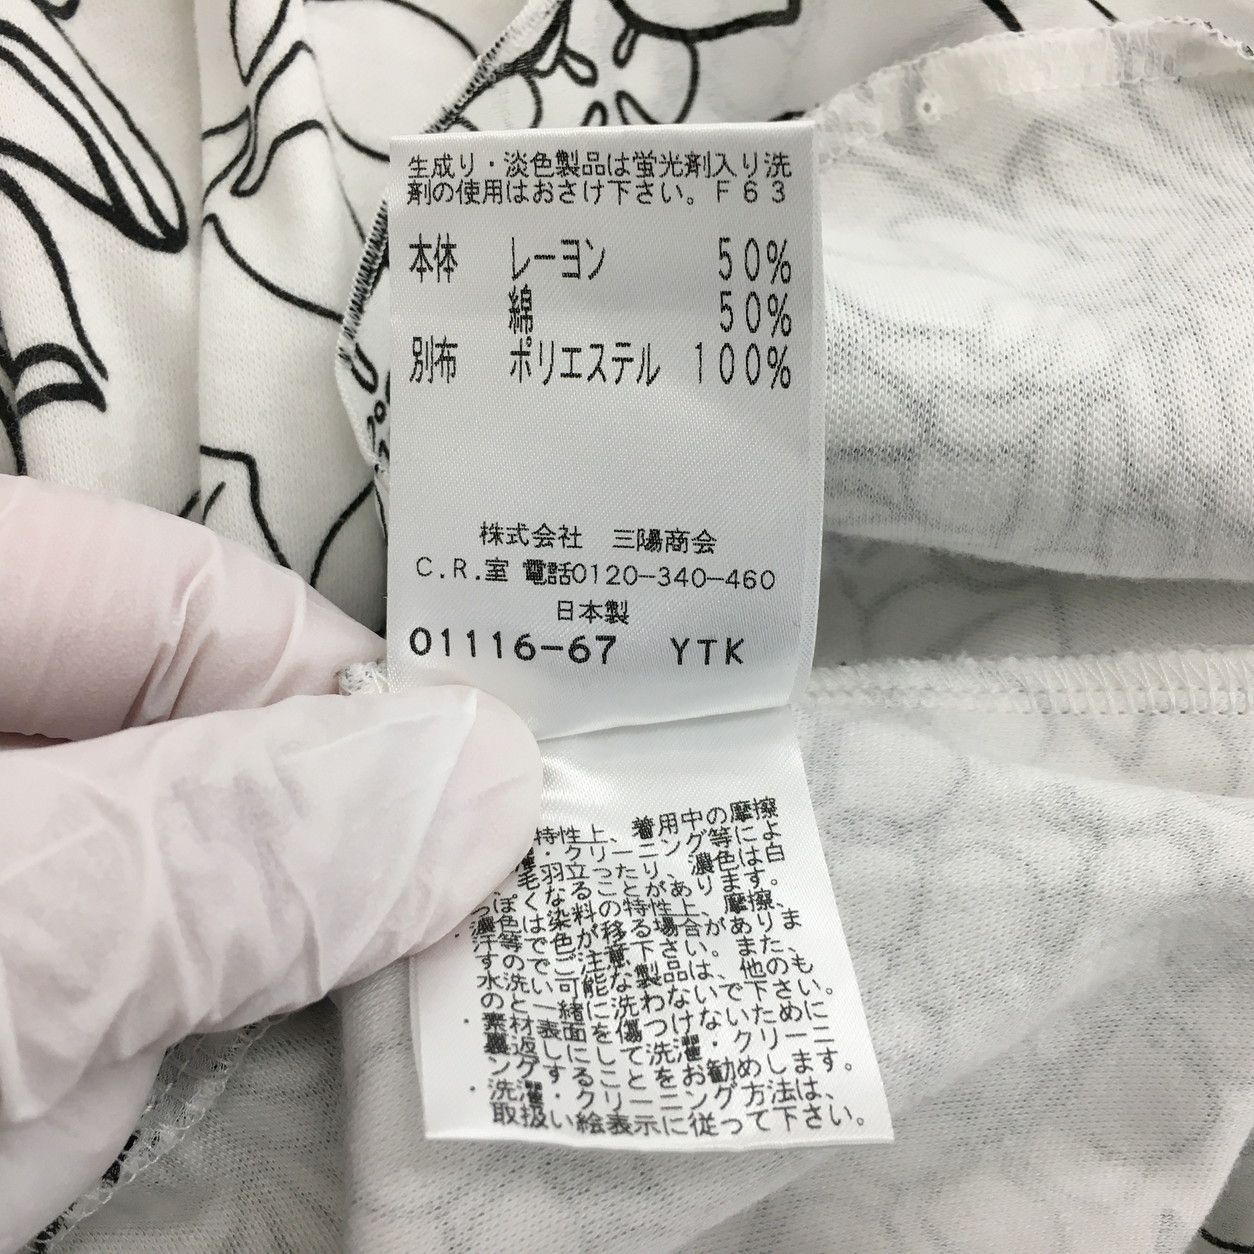 生成り・淡色製品は蛍光剤入り洗
剤の使用はおさけ下さい。F63
本体 レーヨン 50%
綿 50%
別布 ポリエステル 100%
株式会社 三陽商会
C.R.室 電話0120-340-460
日本製
01116-67 YTK
特性上、着用中の摩擦
・クリーニング等によ
毛羽立ったり、濃色は白
っぽくなることがあります。
・濃色は染料の特性上、摩擦、
汗等で色が移る場合がありま
すのでご注意下さい。また、
水洗い可能な製品は、他のも
のと一緒に洗わないで下さい。
・素材表面を傷つけないために
裏返しにして洗濯・クリーニ
ングすることをお勧めします。
・洗濯・クリーニング方法は、
取扱い絵表示に従って下さい。